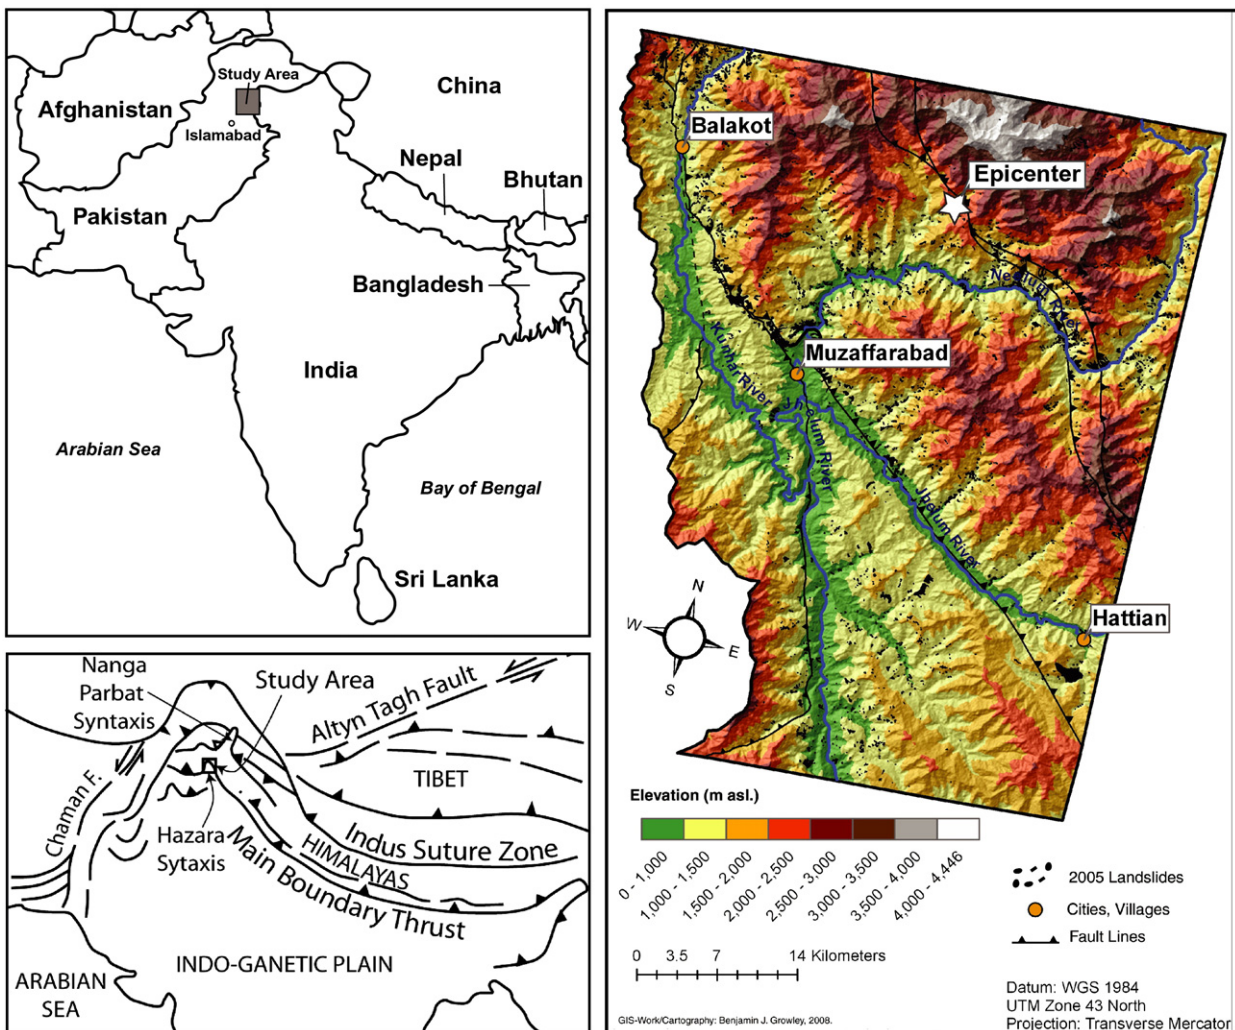 Study Area
China
Afghanistan
Islamabad
Nepal
Bhutan
Pakistan
Bangladesh
India
Arabian Sea
Bay of Bengal
Sri Lanka
Nanga
Parbat
Syntaxis
Study Area
Altyn Tagh Fault
TIBET
Chaman F.
Hazara
Sytaxis
Indus Suture Zone
HIMALAYAS
Main Boundary Thrust
INDO-GANETIC PLAIN
ARABIAN
SEA
Balakot
Epicenter
Neelum River
Muzaffarabad
Kunhar River
Jhelum River
Jhelum River
Hattian
N
W
E
S
Elevation (m asl.)
0 - 1,000
1,000 - 1,500
1,500 - 2,000
2,000 - 2,500
2,500 - 3,000
3,000 - 3,500
3,500 - 4,000
4,000 - 4,446
2005 Landslides
Cities, Villages
Fault Lines
0 3.5 7 14 Kilometers
Datum: WGS 1984
UTM Zone 43 North
Projection: Transverse Mercator
GIS-Work/Cartography: Benjamin J. Growley, 2008.